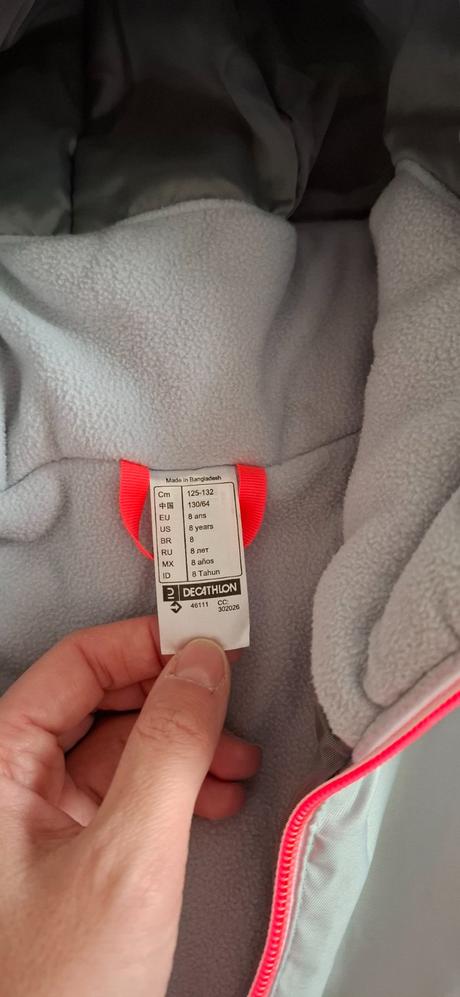 Made in Bangladesh
Cm 125-132
中国 130/64
EU 8 ans
US 8 years
BR 8
RU 8 лет
MX 8 años
ID 8 Tahun
DECATHLON
46111 CC:
302026